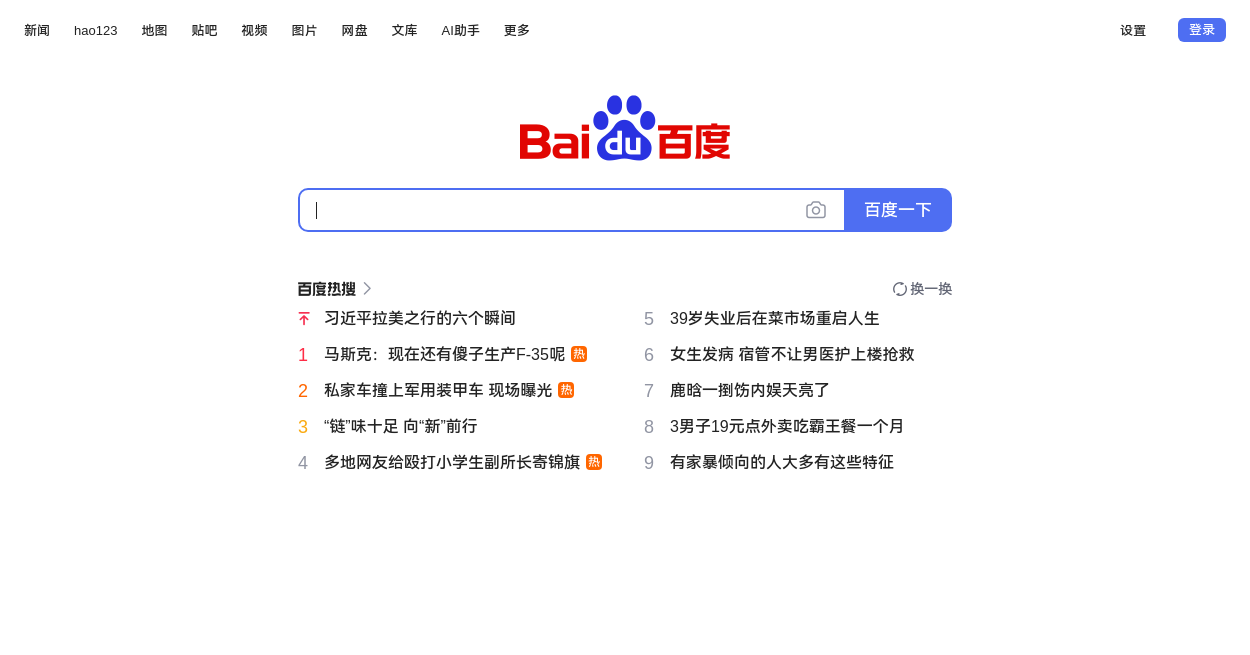 新闻 hao123 地图 贴吧 视频 图片 网盘 文库 AI助手 更多 设置 登录
Bai du 百度
百度一下
百度热搜 换一换
习近平拉美之行的六个瞬间
1 马斯克：现在还有傻子生产F-35呢 热
2 私家车撞上军用装甲车 现场曝光 热
3 “链”味十足 向“新”前行
4 多地网友给殴打小学生副所长寄锦旗 热
5 39岁失业后在菜市场重启人生
6 女生发病 宿管不让男医护上楼抢救
7 鹿晗一捯饬内娱天亮了
8 3男子19元点外卖吃霸王餐一个月
9 有家暴倾向的人大多有这些特征